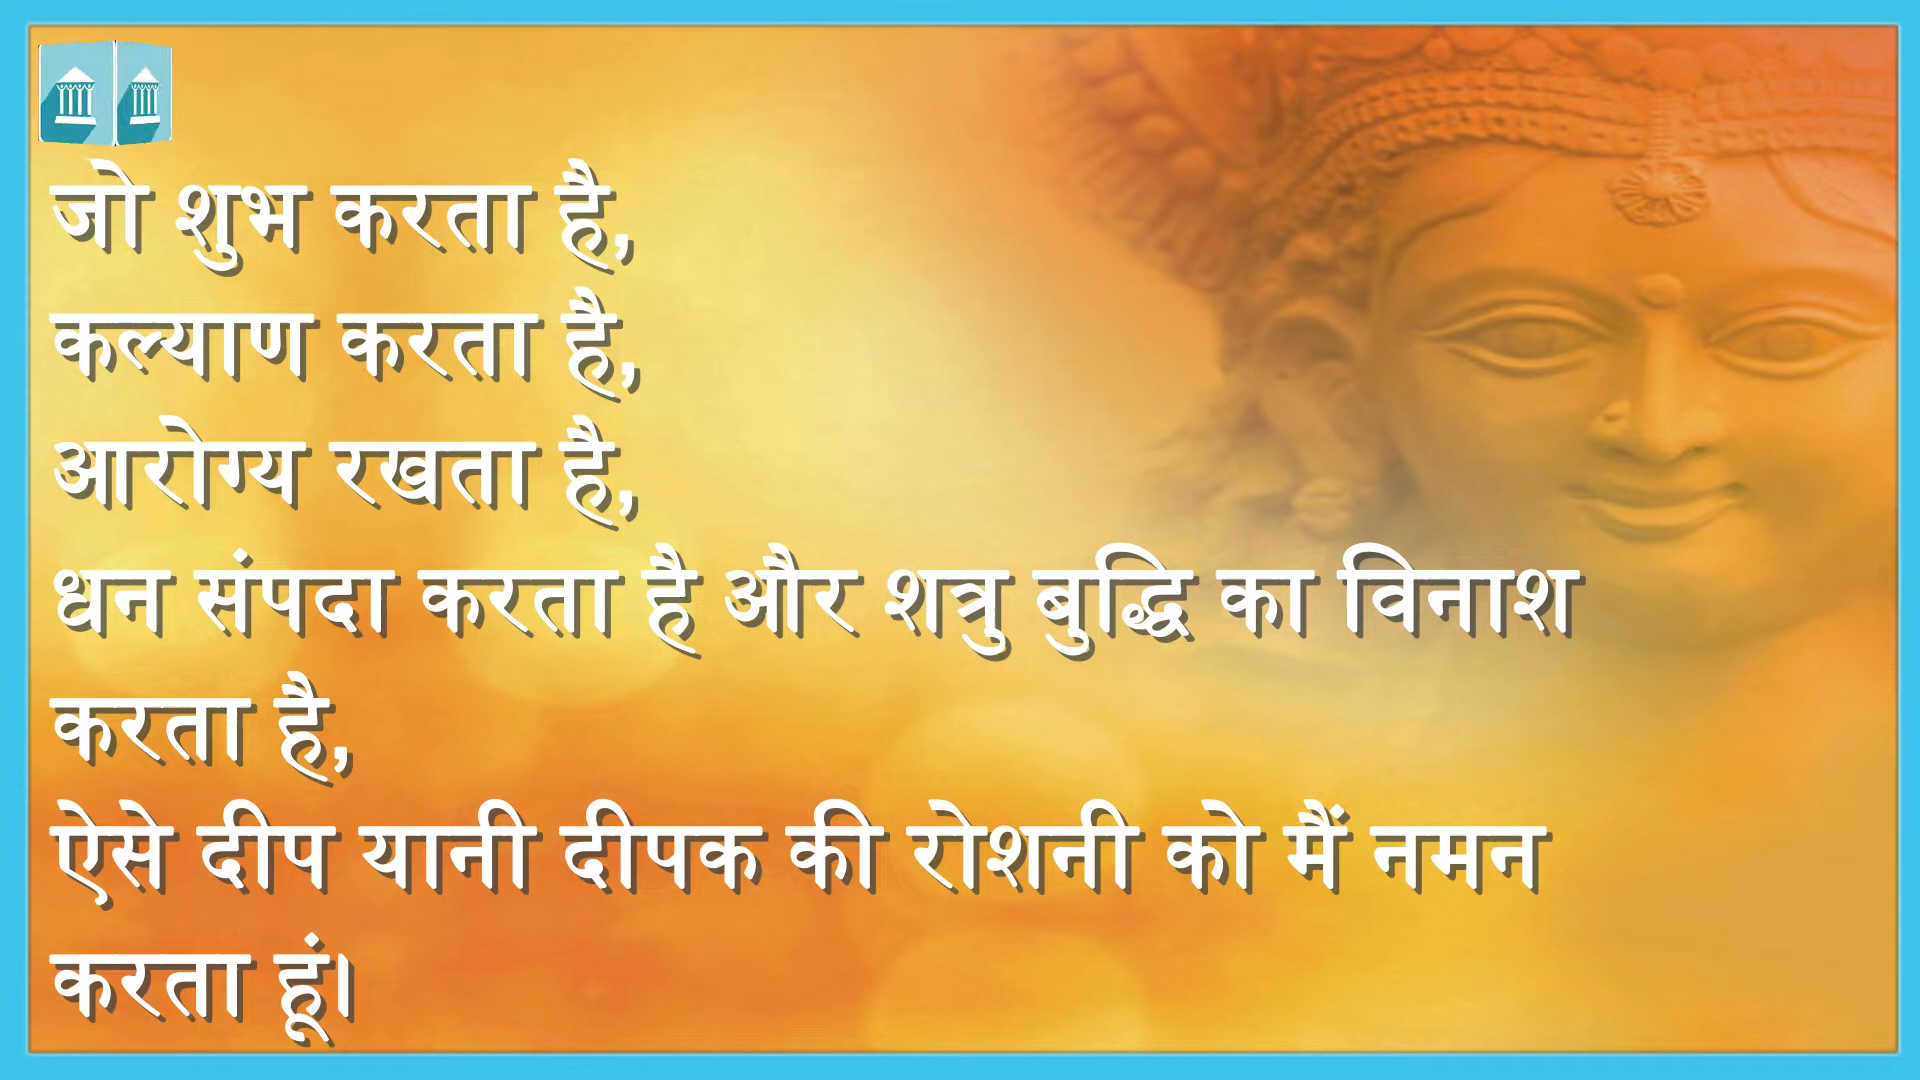 जो शुभ करता है,
कल्याण करता है,
आरोग्य रखता है,
धन संपदा करता है और शत्रु बुद्धि का विनाश
करता है,
ऐसे दीप यानी दीपक की रोशनी को मैं नमन
करता हूं।